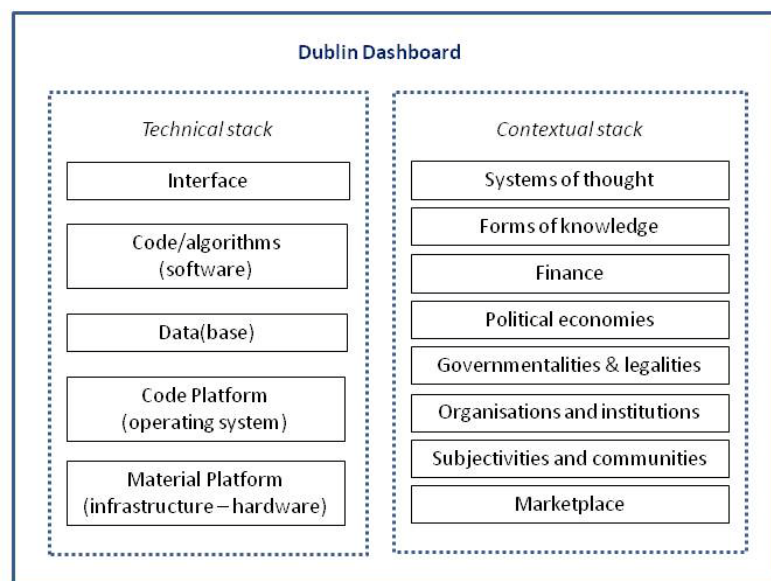 Dublin Dashboard
Technical stack
Interface
Code/algorithms
(software)
Data(base)
Code Platform
(operating system)
Material Platform
(infrastructure – hardware)
Contextual stack
Systems of thought
Forms of knowledge
Finance
Political economies
Governmentalities & legalities
Organisations and institutions
Subjectivities and communities
Marketplace